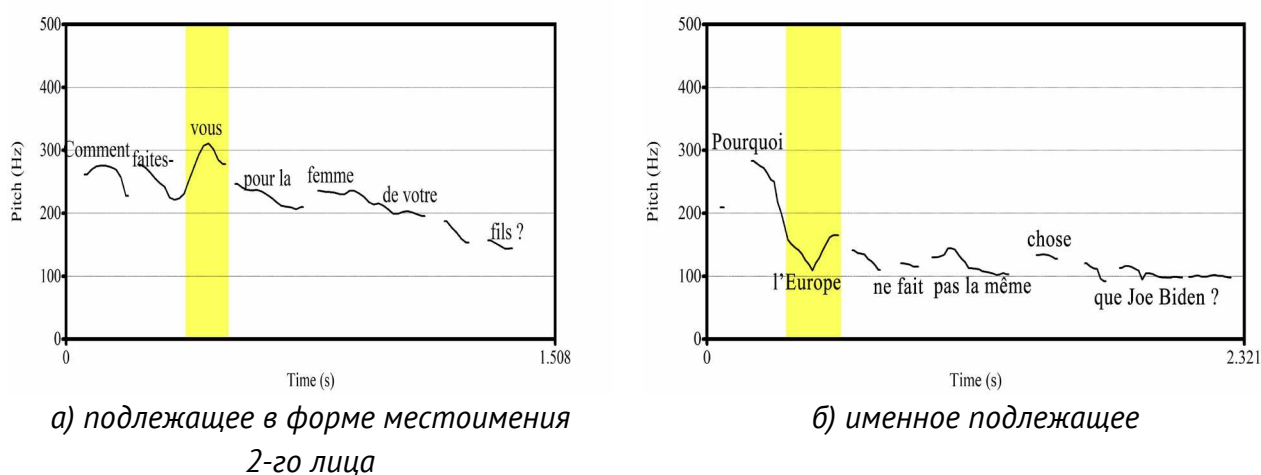 500
400
300
200
100
0
Pitch (Hz)
Comment
faites-
vous
pour la
femme
de votre
fils ?
0
1.508
Time (s)
а) подлежащее в форме местоимения
2-го лица
500
400
300
200
100
0
Pitch (Hz)
Pourquoi
l’Europe
ne fait
pas la même
chose
que Joe Biden ?
0
2.321
Time (s)
б) именное подлежащее